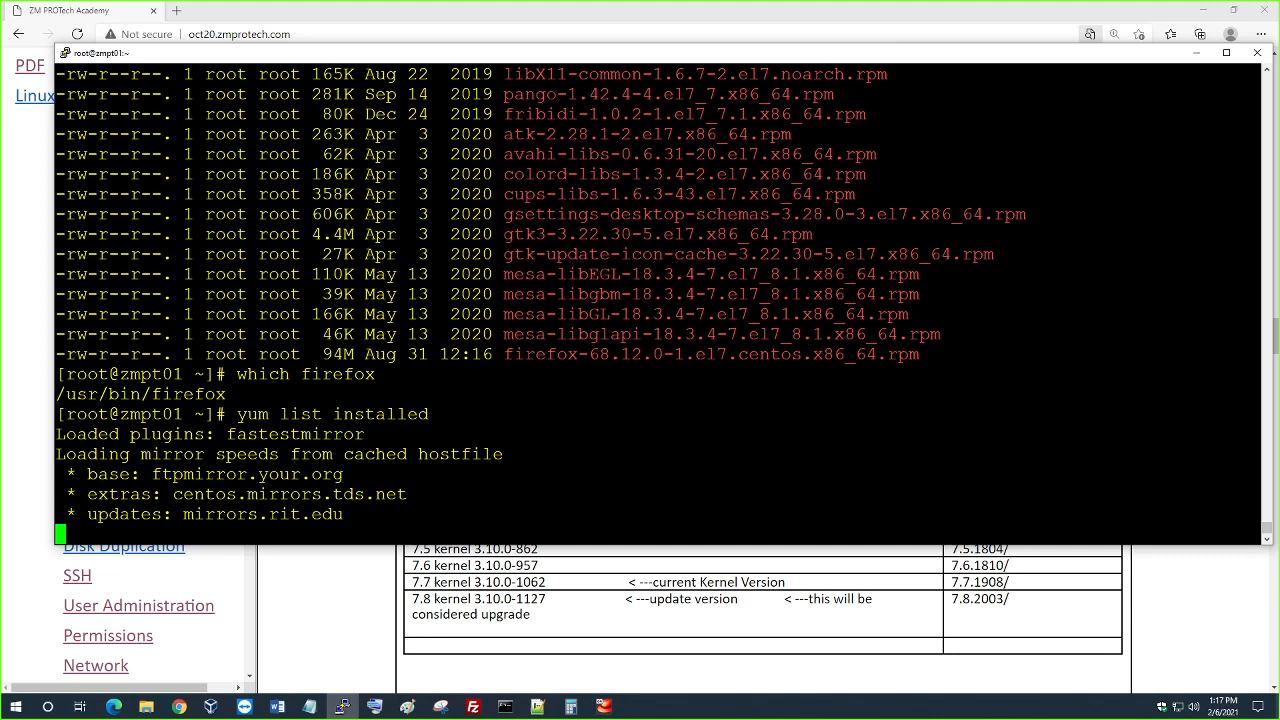 ZM PROTech Academy
Not secure
oct20.zmprotech.com
PDF
Linux
root@zmpt01:~
-rw-r--r--. 1 root root 165K Aug 22  2019 libX11-common-1.6.7-2.el7.noarch.rpm
-rw-r--r--. 1 root root 281K Sep 14  2019 pango-1.42.4-4.el7_7.x86_64.rpm
-rw-r--r--. 1 root root  80K Dec 24  2019 fribidi-1.0.2-1.el7_7.1.x86_64.rpm
-rw-r--r--. 1 root root 263K Apr  3  2020 atk-2.28.1-2.el7.x86_64.rpm
-rw-r--r--. 1 root root  62K Apr  3  2020 avahi-libs-0.6.31-20.el7.x86_64.rpm
-rw-r--r--. 1 root root 186K Apr  3  2020 colord-libs-1.3.4-2.el7.x86_64.rpm
-rw-r--r--. 1 root root 358K Apr  3  2020 cups-libs-1.6.3-43.el7.x86_64.rpm
-rw-r--r--. 1 root root 606K Apr  3  2020 gsettings-desktop-schemas-3.28.0-3.el7.x86_64.rpm
-rw-r--r--. 1 root root 4.4M Apr  3  2020 gtk3-3.22.30-5.el7.x86_64.rpm
-rw-r--r--. 1 root root  27K Apr  3  2020 gtk-update-icon-cache-3.22.30-5.el7.x86_64.rpm
-rw-r--r--. 1 root root 110K May 13  2020 mesa-libEGL-18.3.4-7.el7_8.1.x86_64.rpm
-rw-r--r--. 1 root root  39K May 13  2020 mesa-libgbm-18.3.4-7.el7_8.1.x86_64.rpm
-rw-r--r--. 1 root root 166K May 13  2020 mesa-libGL-18.3.4-7.el7_8.1.x86_64.rpm
-rw-r--r--. 1 root root  46K May 13  2020 mesa-libglapi-18.3.4-7.el7_8.1.x86_64.rpm
-rw-r--r--. 1 root root  94M Aug 31 12:16 firefox-68.12.0-1.el7.centos.x86_64.rpm
[root@zmpt01 ~]# which firefox
/usr/bin/firefox
[root@zmpt01 ~]# yum list installed
Loaded plugins: fastestmirror
Loading mirror speeds from cached hostfile
* base: ftpmirror.your.org
* extras: centos.mirrors.tds.net
* updates: mirrors.rit.edu
Disk Duplication
SSH
User Administration
Permissions
Network
7.5 kernel 3.10.0-862 7.5.1804/
7.6 kernel 3.10.0-957 7.6.1810/
7.7 kernel 3.10.0-1062 < ---current Kernel Version 7.7.1908/
7.8 kernel 3.10.0-1127 < ---update version < ---this will be 7.8.2003/
considered upgrade
1:17 PM
2/6/2021